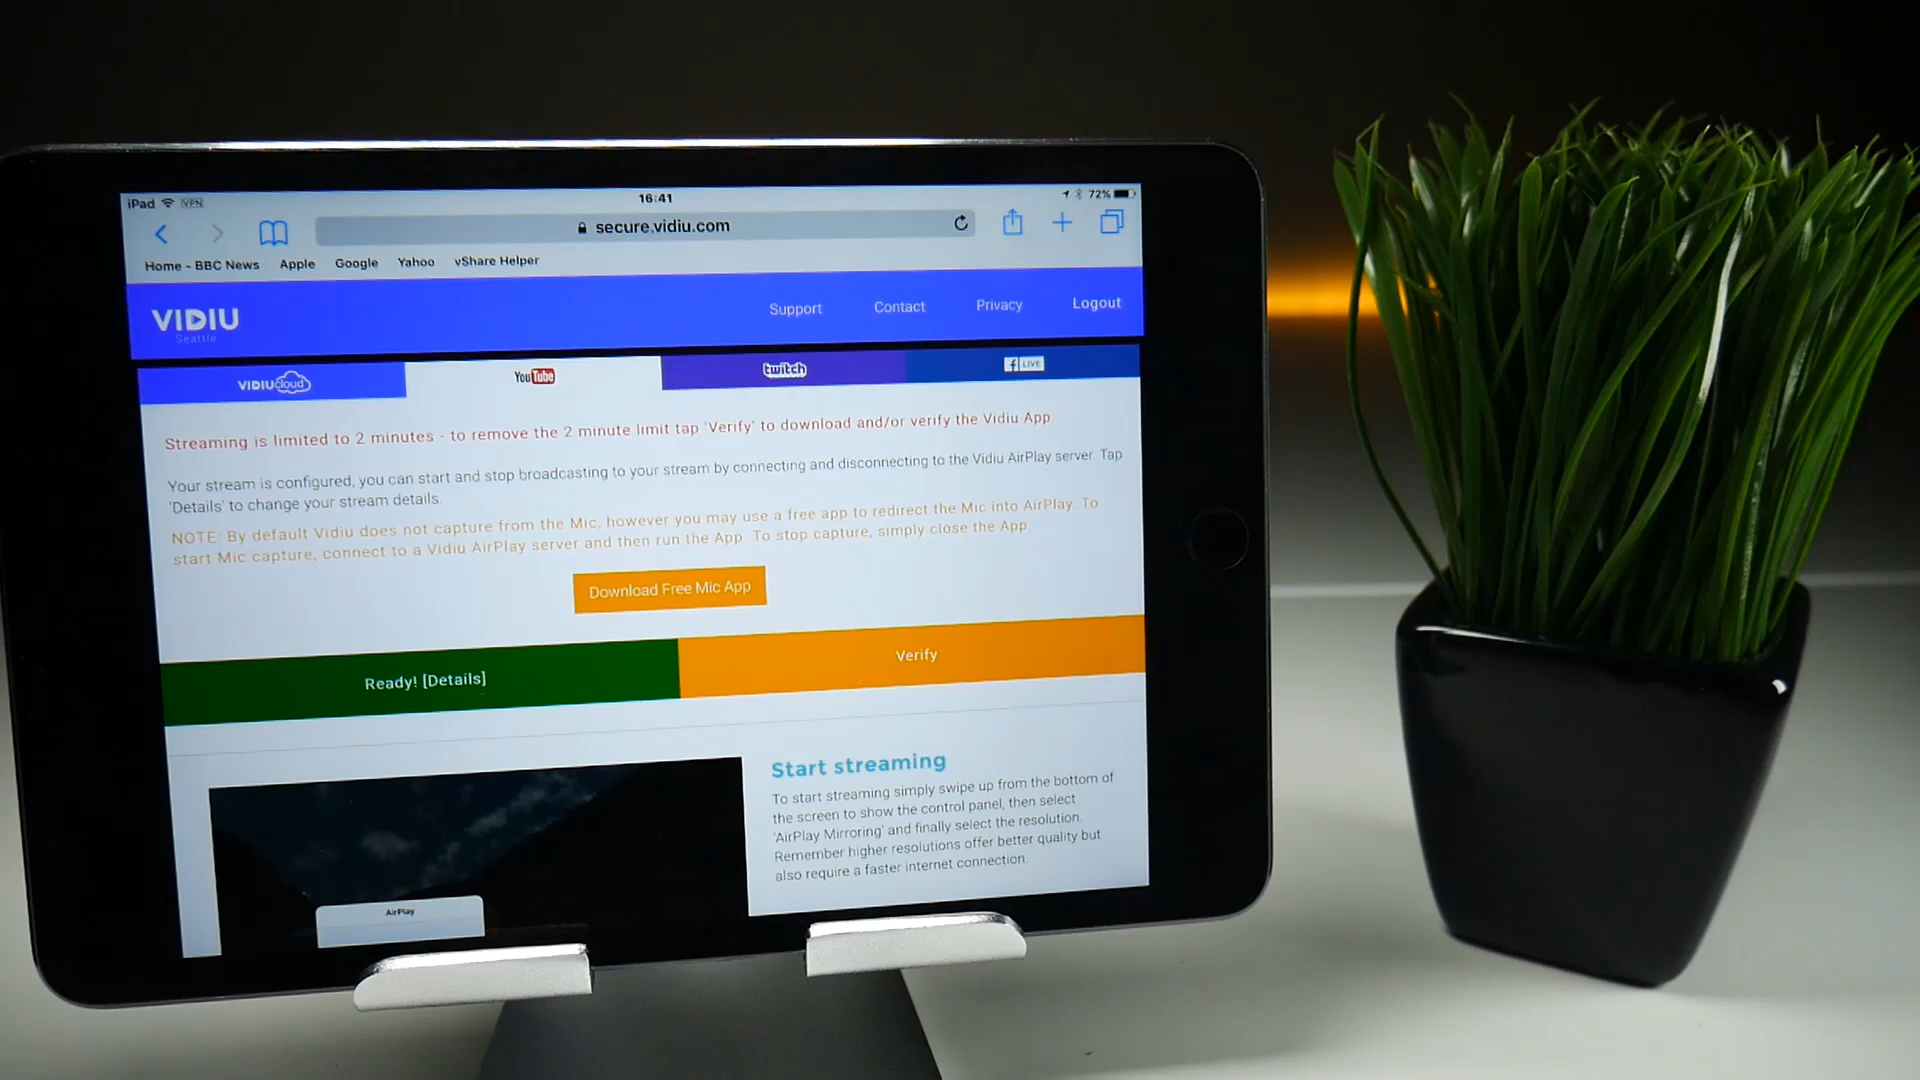 iPad VPN 16:41 72%
secure.vidiu.com
Home - BBC News Apple Google Yahoo vShare Helper
VIDIU Support Contact Privacy Logout
Seattle
VIDIUcloud YouTube twitch f LIVE
Streaming is limited to 2 minutes - to remove the 2 minute limit tap 'Verify' to download and/or verify the Vidiu App.
Your stream is configured, you can start and stop broadcasting to your stream by connecting and disconnecting to the Vidiu AirPlay server. Tap
'Details' to change your stream details.
NOTE: By default Vidiu does not capture from the Mic, however you may use a free app to redirect the Mic into AirPlay. To
start Mic capture, connect to a Vidiu AirPlay server and then run the App. To stop capture, simply close the App.
Download Free Mic App
Ready! [Details] Verify
Start streaming
To start streaming simply swipe up from the bottom of
the screen to show the control panel, then select
'AirPlay Mirroring' and finally select the resolution.
Remember higher resolutions offer better quality but
also require a faster internet connection.
AirPlay